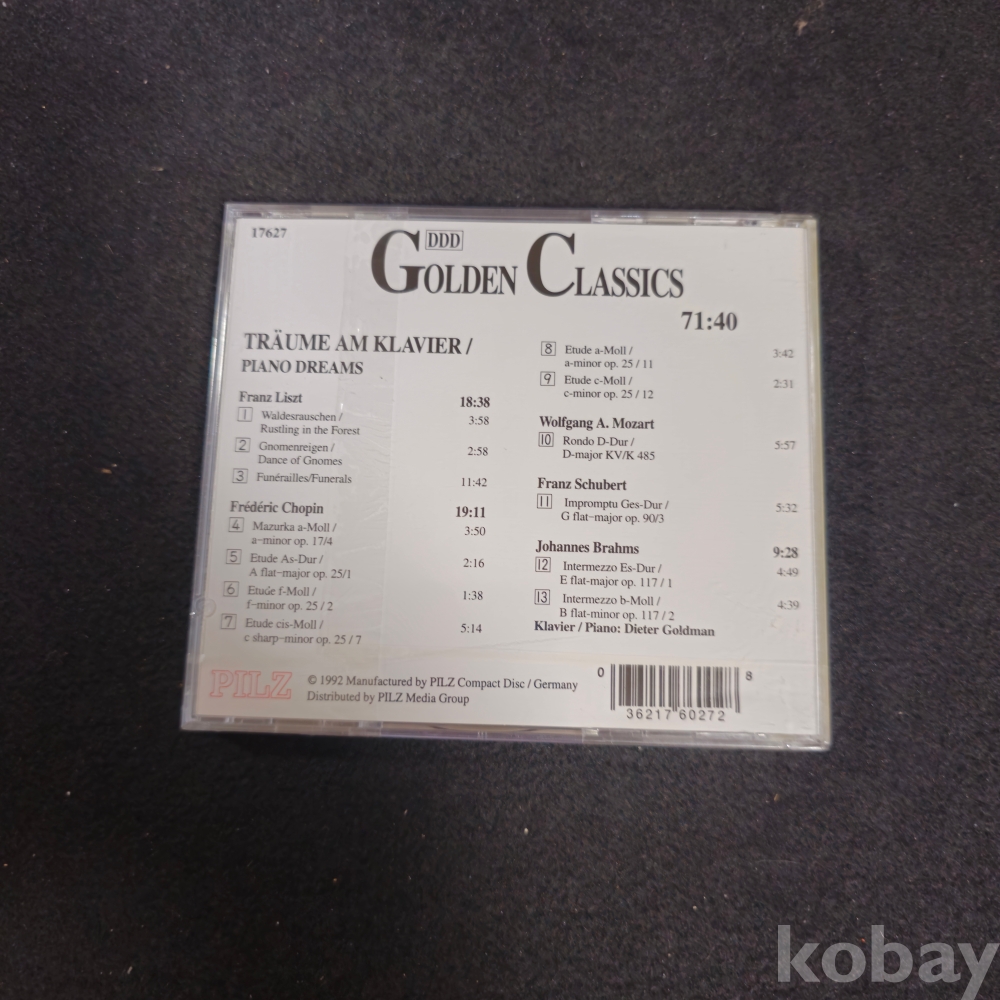 17627
DDD
GOLDEN CLASSICS
71:40
TRÄUME AM KLAVIER /
PIANO DREAMS
Franz Liszt 18:38
1 Waldesrauschen / 3:58
Rustling in the Forest
2 Gnomenreigen / 2:58
Dance of Gnomes
3 Funérailles/Funerals 11:42
Frédéric Chopin 19:11
4 Mazurka a-Moll / 3:50
a-minor op. 17/4
5 Etude As-Dur / 2:16
A flat-major op. 25/1
6 Etude f-Moll / 1:38
f-minor op. 25 / 2
7 Etude cis-Moll / 5:14
c sharp-minor op. 25 / 7
8 Etude a-Moll / 3:42
a-minor op. 25 / 11
9 Etude c-Moll / 2:31
c-minor op. 25 / 12
Wolfgang A. Mozart
10 Rondo D-Dur / 5:57
D-major KV/K 485
Franz Schubert
11 Impromptu Ges-Dur / 5:32
G flat-major op. 90/3
Johannes Brahms 9:28
12 Intermezzo Es-Dur / 4:49
E flat-major op. 117 / 1
13 Intermezzo b-Moll / 4:39
B flat-minor op. 117 / 2
Klavier / Piano: Dieter Goldman
PILZ
© 1992 Manufactured by PILZ Compact Disc / Germany
Distributed by PILZ Media Group
0 36217 60272 8
kobay